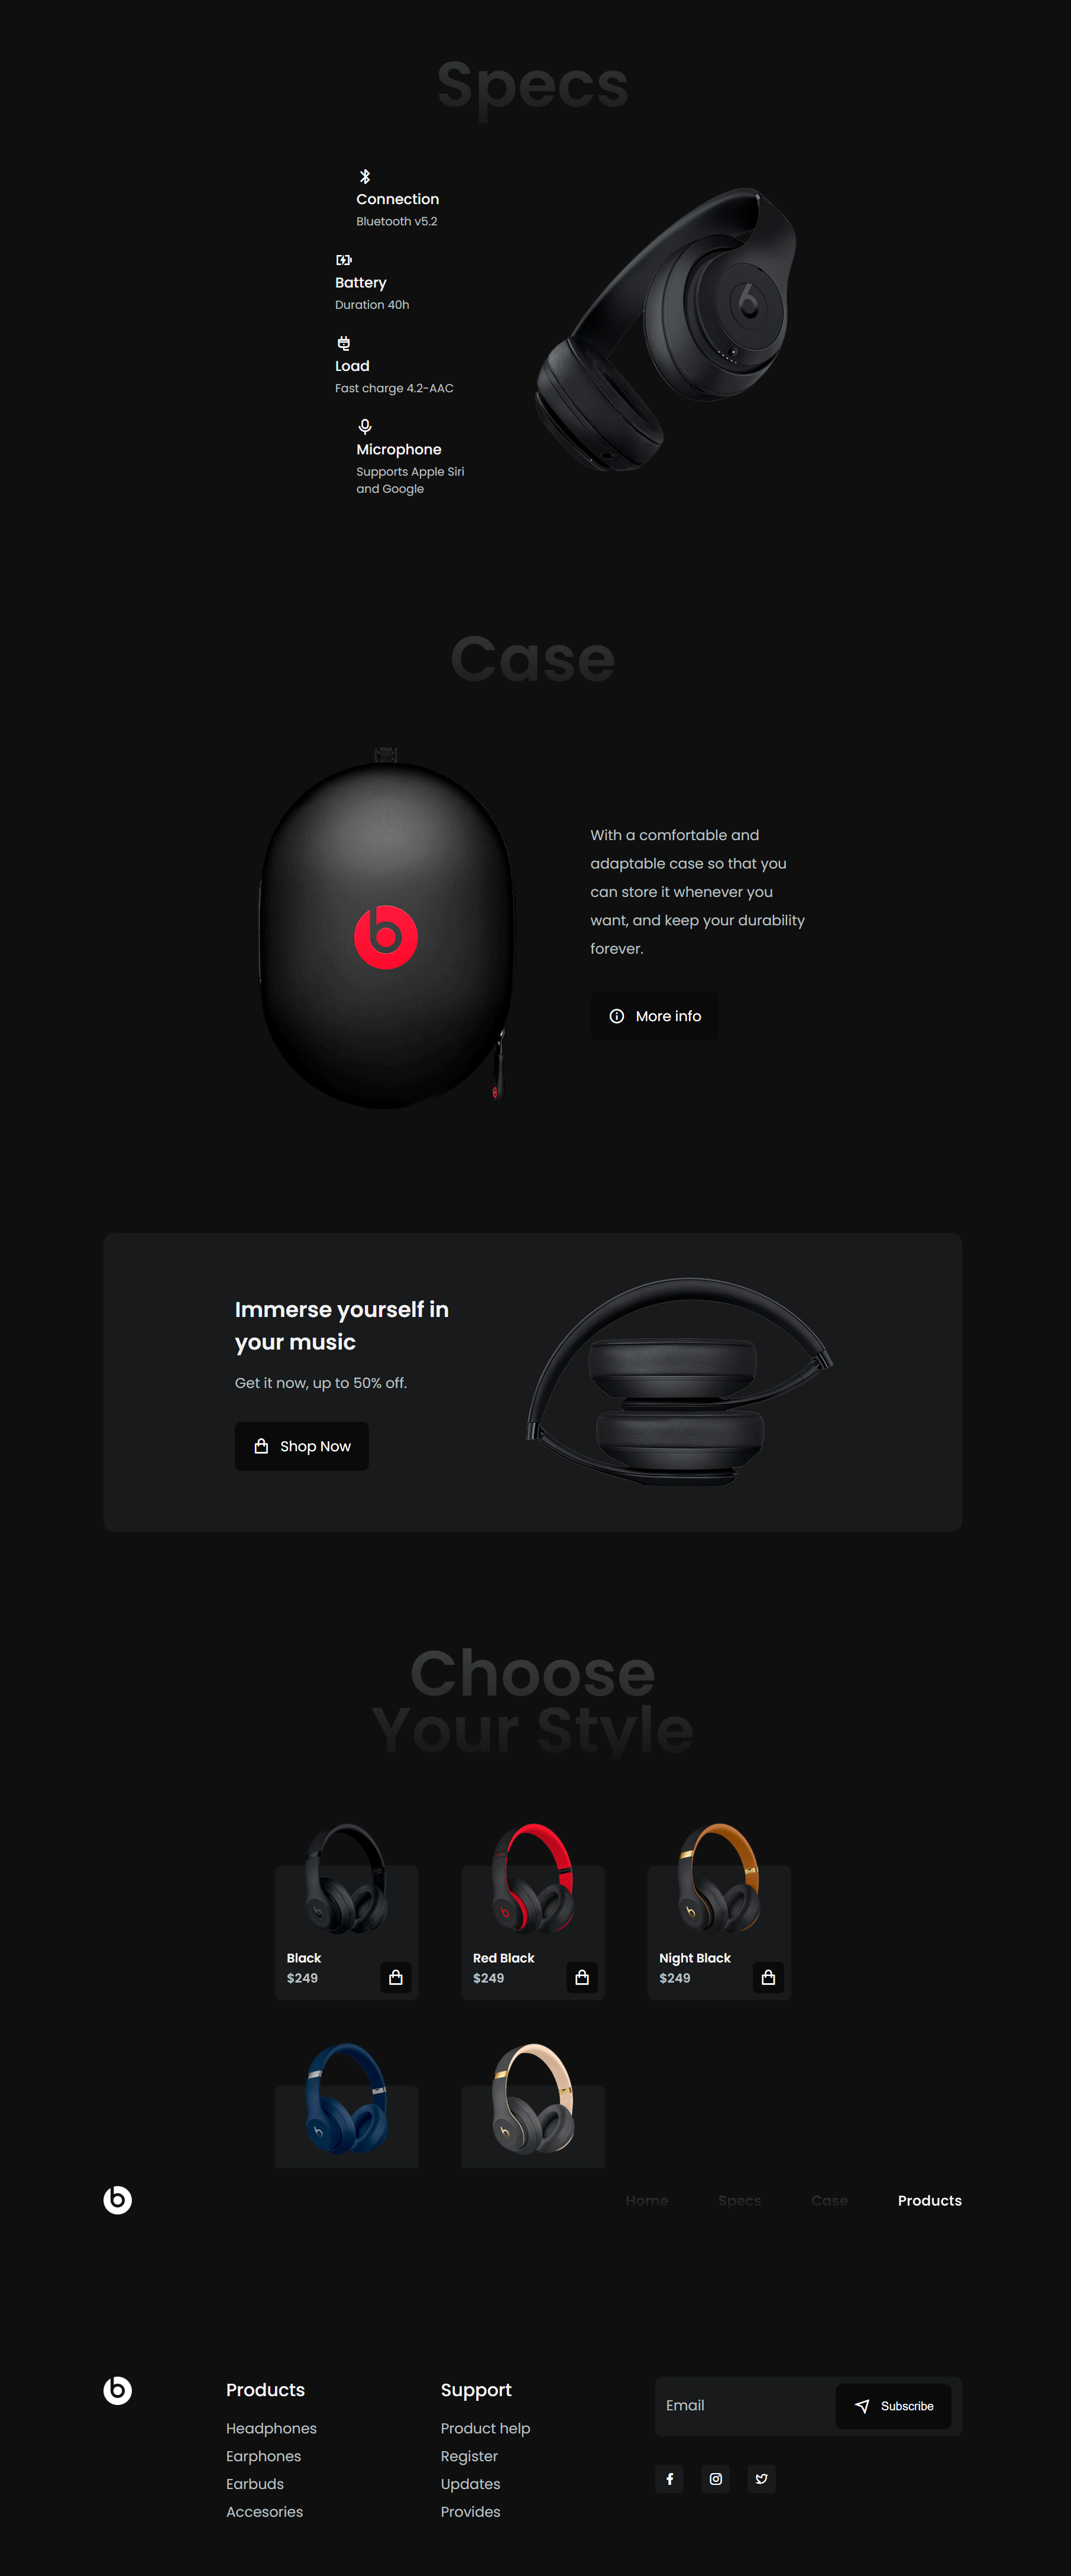 Specs
Connection
Bluetooth v5.2
Battery
Duration 40h
Load
Fast charge 4.2-AAC
Microphone
Supports Apple Siri
and Google
Case
With a comfortable and
adaptable case so that you
can store it whenever you
want, and keep your durability
forever.
More info
Immerse yourself in
your music
Get it now, up to 50% off.
Shop Now
Choose
Your Style
Black
$249
Red Black
$249
Night Black
$249
Home
Specs
Case
Products
Products
Headphones
Earphones
Earbuds
Accesories
Support
Product help
Register
Updates
Provides
Email
Subscribe